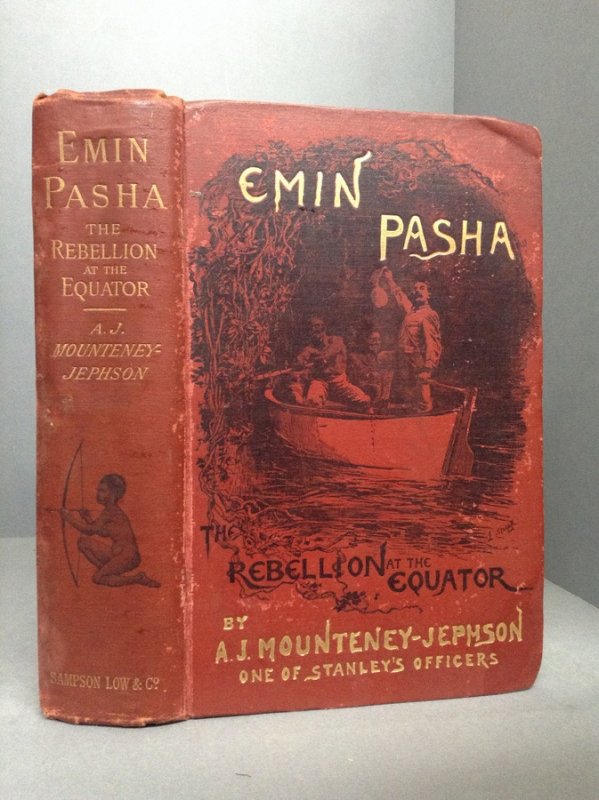 EMIN
PASHA
THE
REBELLION
AT THE
EQUATOR
A. J.
MOUNTENEY-
JEPHSON
SAMPSON LOW & Co.
EMIN
PASHA
THE
REBELLION AT THE
EQUATOR
BY
A. J. MOUNTENEY-JEPHSON
ONE OF STANLEY'S OFFICERS